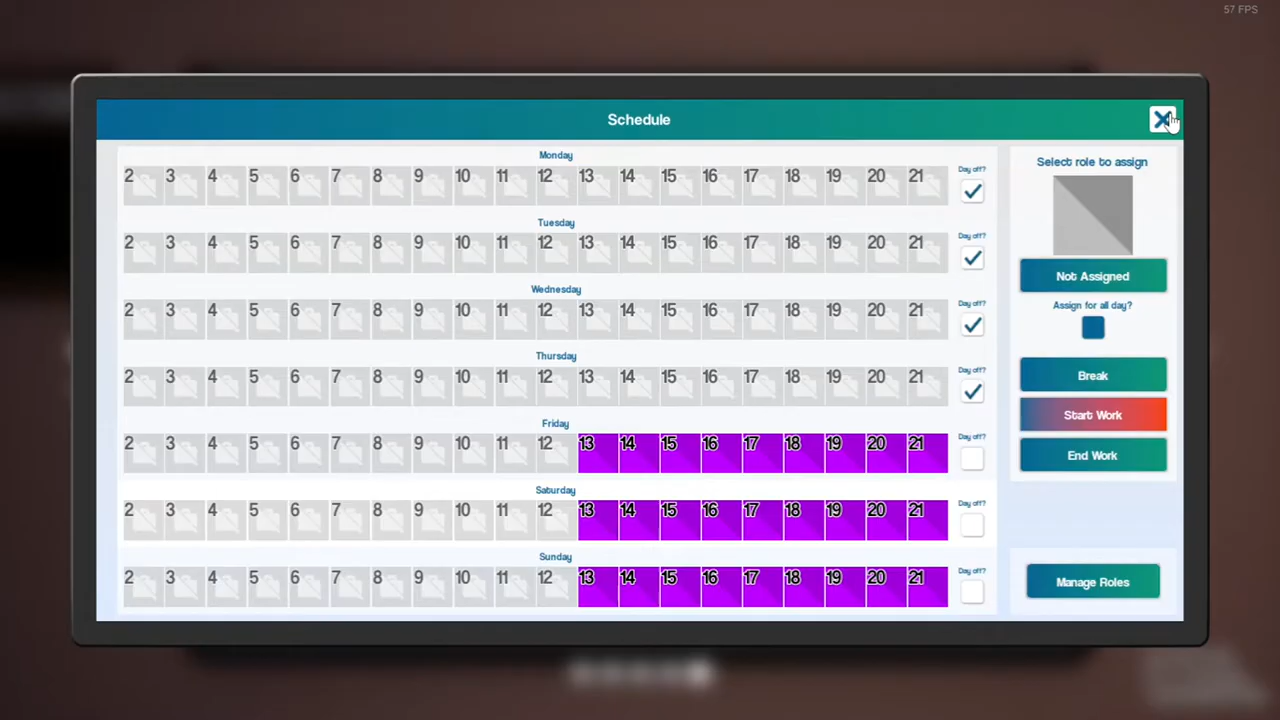 57 FPS
Schedule
Monday
2 3 4 5 6 7 8 9 10 11 12 13 14 15 16 17 18 19 20 21
Day off?
Tuesday
2 3 4 5 6 7 8 9 10 11 12 13 14 15 16 17 18 19 20 21
Day off?
Wednesday
2 3 4 5 6 7 8 9 10 11 12 13 14 15 16 17 18 19 20 21
Day off?
Thursday
2 3 4 5 6 7 8 9 10 11 12 13 14 15 16 17 18 19 20 21
Day off?
Friday
2 3 4 5 6 7 8 9 10 11 12 13 14 15 16 17 18 19 20 21
Day off?
Saturday
2 3 4 5 6 7 8 9 10 11 12 13 14 15 16 17 18 19 20 21
Day off?
Sunday
2 3 4 5 6 7 8 9 10 11 12 13 14 15 16 17 18 19 20 21
Day off?
Select role to assign
Not Assigned
Assign for all day?
Break
Start Work
End Work
Manage Roles